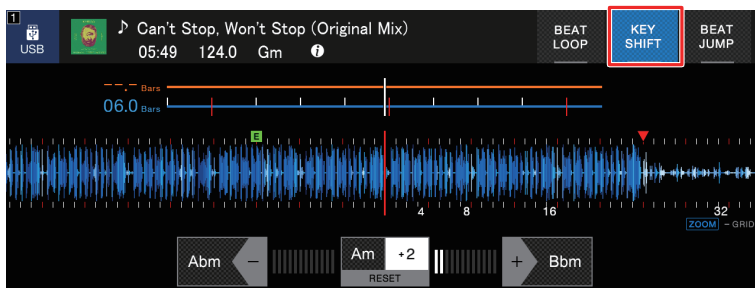 1
USB
♪ Can't Stop, Won't Stop (Original Mix)
05:49 124.0 Gm i
BEAT LOOP
KEY SHIFT
BEAT JUMP
--.- Bars
06.0 Bars
E
4 8 16 32
ZOOM - GRID
Abm - Am +2 + Bbm
RESET